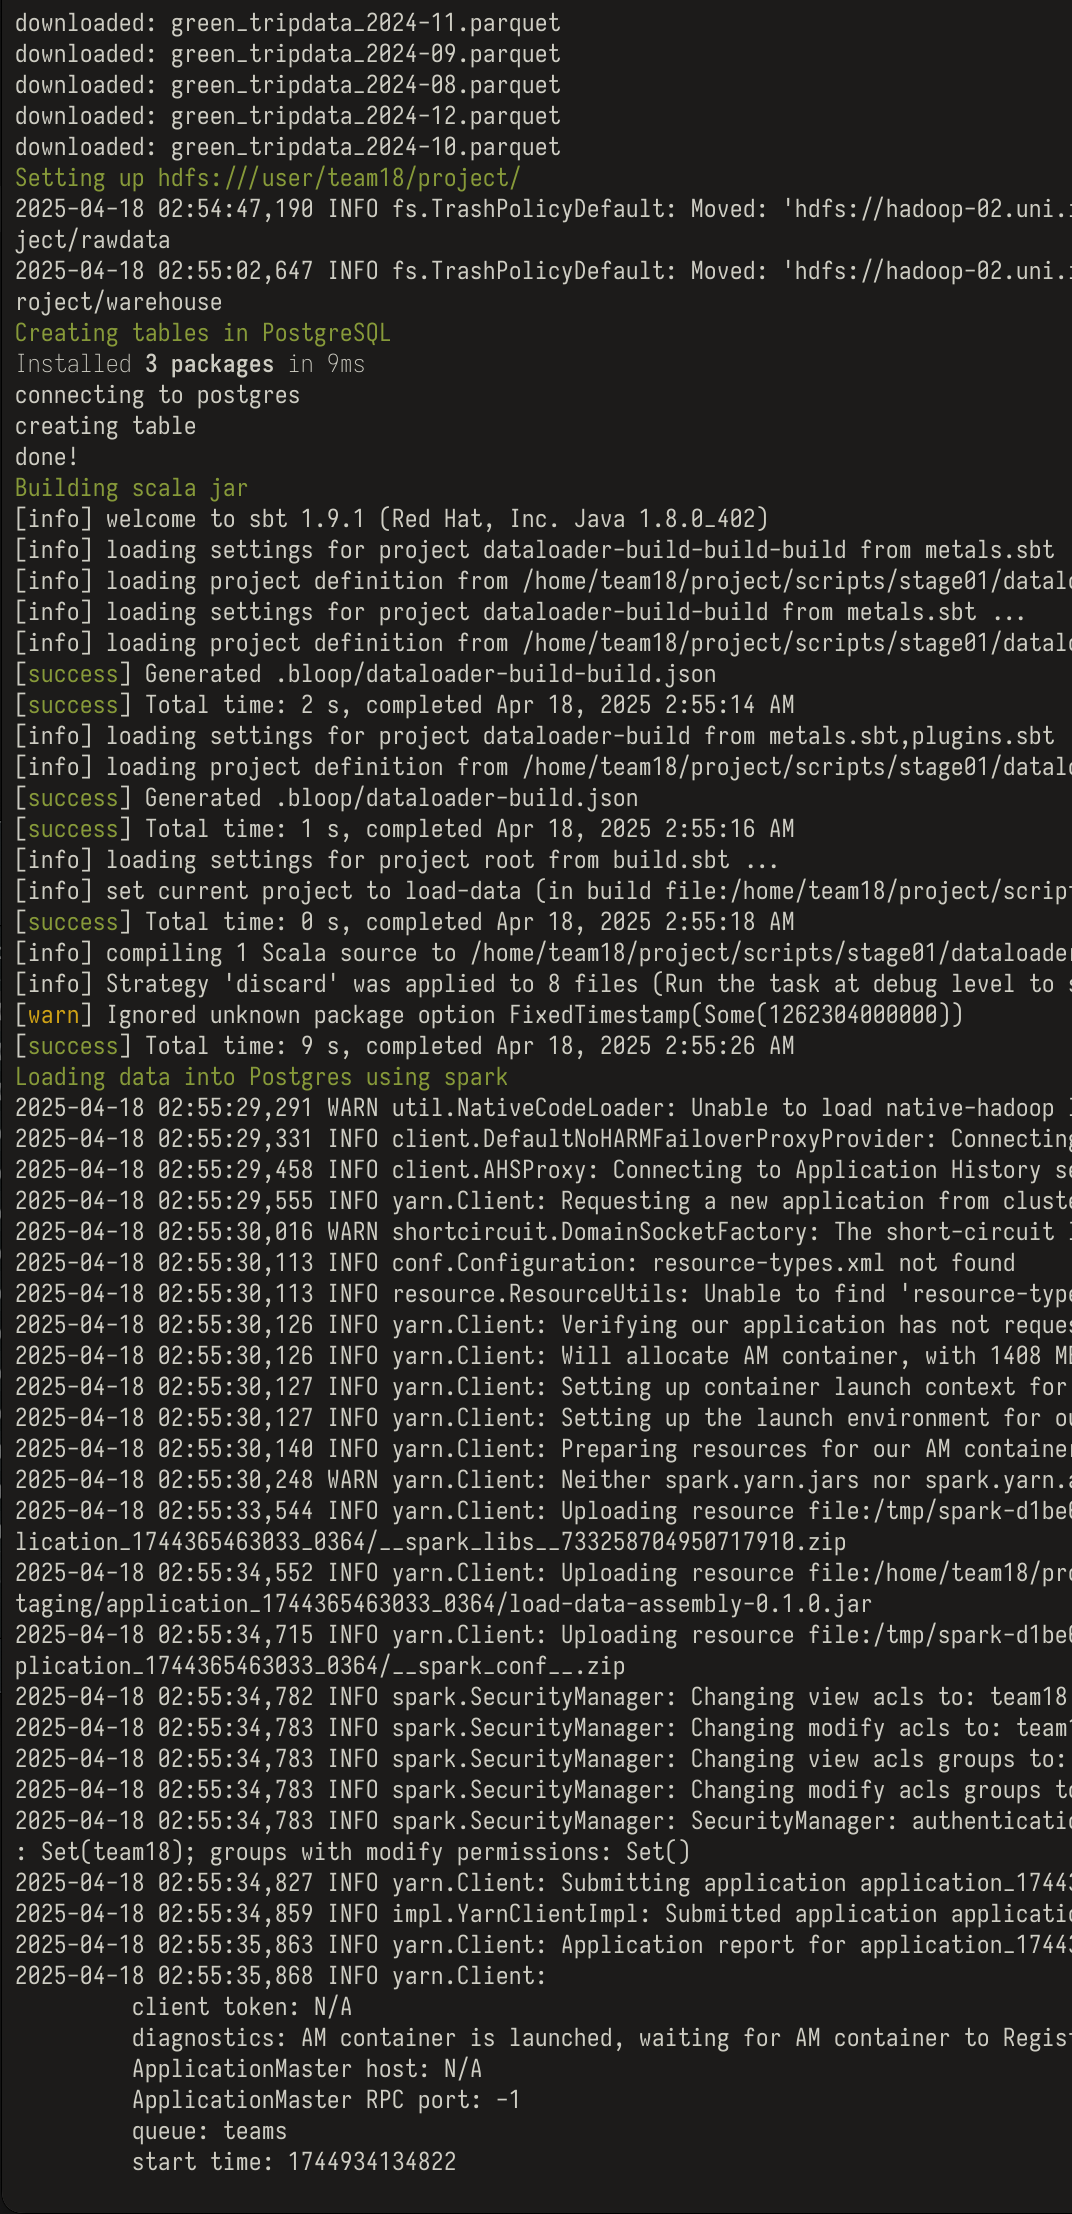 downloaded: green_tripdata_2024-11.parquet
downloaded: green_tripdata_2024-09.parquet
downloaded: green_tripdata_2024-08.parquet
downloaded: green_tripdata_2024-12.parquet
downloaded: green_tripdata_2024-10.parquet
Setting up hdfs:///user/team18/project/
2025-04-18 02:54:47,190 INFO fs.TrashPolicyDefault: Moved: 'hdfs://hadoop-02.uni.
ject/rawdata
2025-04-18 02:55:02,647 INFO fs.TrashPolicyDefault: Moved: 'hdfs://hadoop-02.uni.
roject/warehouse
Creating tables in PostgreSQL
Installed 3 packages in 9ms
connecting to postgres
creating table
done!
Building scala jar
[info] welcome to sbt 1.9.1 (Red Hat, Inc. Java 1.8.0_402)
[info] loading settings for project dataloader-build-build-build from metals.sbt
[info] loading project definition from /home/team18/project/scripts/stage01/datalo
[info] loading settings for project dataloader-build-build from metals.sbt ...
[info] loading project definition from /home/team18/project/scripts/stage01/datalo
[success] Generated .bloop/dataloader-build-build.json
[success] Total time: 2 s, completed Apr 18, 2025 2:55:14 AM
[info] loading settings for project dataloader-build from metals.sbt,plugins.sbt
[info] loading project definition from /home/team18/project/scripts/stage01/datalo
[success] Generated .bloop/dataloader-build.json
[success] Total time: 1 s, completed Apr 18, 2025 2:55:16 AM
[info] loading settings for project root from build.sbt ...
[info] set current project to load-data (in build file:/home/team18/project/script
[success] Total time: 0 s, completed Apr 18, 2025 2:55:18 AM
[info] compiling 1 Scala source to /home/team18/project/scripts/stage01/dataloader
[info] Strategy 'discard' was applied to 8 files (Run the task at debug level to s
[warn] Ignored unknown package option FixedTimestamp(Some(1262304000000))
[success] Total time: 9 s, completed Apr 18, 2025 2:55:26 AM
Loading data into Postgres using spark
2025-04-18 02:55:29,291 WARN util.NativeCodeLoader: Unable to load native-hadoop l
2025-04-18 02:55:29,331 INFO client.DefaultNoHARMFailoverProxyProvider: Connecting
2025-04-18 02:55:29,458 INFO client.AHSProxy: Connecting to Application History se
2025-04-18 02:55:29,555 INFO yarn.Client: Requesting a new application from cluste
2025-04-18 02:55:30,016 WARN shortcircuit.DomainSocketFactory: The short-circuit l
2025-04-18 02:55:30,113 INFO conf.Configuration: resource-types.xml not found
2025-04-18 02:55:30,113 INFO resource.ResourceUtils: Unable to find 'resource-type
2025-04-18 02:55:30,126 INFO yarn.Client: Verifying our application has not reques
2025-04-18 02:55:30,126 INFO yarn.Client: Will allocate AM container, with 1408 MB
2025-04-18 02:55:30,127 INFO yarn.Client: Setting up container launch context for
2025-04-18 02:55:30,127 INFO yarn.Client: Setting up the launch environment for ou
2025-04-18 02:55:30,140 INFO yarn.Client: Preparing resources for our AM container
2025-04-18 02:55:30,248 WARN yarn.Client: Neither spark.yarn.jars nor spark.yarn.a
2025-04-18 02:55:33,544 INFO yarn.Client: Uploading resource file:/tmp/spark-d1be6
lication_1744365463033_0364/__spark_libs__733258704950717910.zip
2025-04-18 02:55:34,552 INFO yarn.Client: Uploading resource file:/home/team18/pro
taging/application_1744365463033_0364/load-data-assembly-0.1.0.jar
2025-04-18 02:55:34,715 INFO yarn.Client: Uploading resource file:/tmp/spark-d1be6
plication_1744365463033_0364/__spark_conf__.zip
2025-04-18 02:55:34,782 INFO spark.SecurityManager: Changing view acls to: team18
2025-04-18 02:55:34,783 INFO spark.SecurityManager: Changing modify acls to: team1
2025-04-18 02:55:34,783 INFO spark.SecurityManager: Changing view acls groups to:
2025-04-18 02:55:34,783 INFO spark.SecurityManager: Changing modify acls groups to
2025-04-18 02:55:34,783 INFO spark.SecurityManager: SecurityManager: authenticatio
: Set(team18); groups with modify permissions: Set()
2025-04-18 02:55:34,827 INFO yarn.Client: Submitting application application_17443
2025-04-18 02:55:34,859 INFO impl.YarnClientImpl: Submitted application applicatio
2025-04-18 02:55:35,863 INFO yarn.Client: Application report for application_17443
2025-04-18 02:55:35,868 INFO yarn.Client:
client token: N/A
diagnostics: AM container is launched, waiting for AM container to Regist
ApplicationMaster host: N/A
ApplicationMaster RPC port: -1
queue: teams
start time: 1744934134822